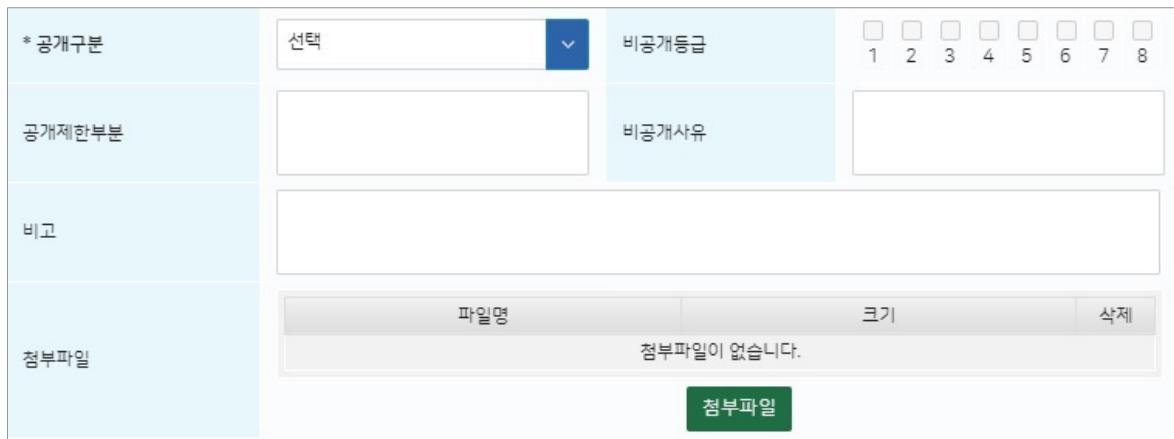 * 공개구분 선택 비공개등급
1 2 3 4 5 6 7 8
공개제한부분 비공개사유
비고
첨부파일
파일명 크기 삭제
첨부파일이 없습니다.
첨부파일